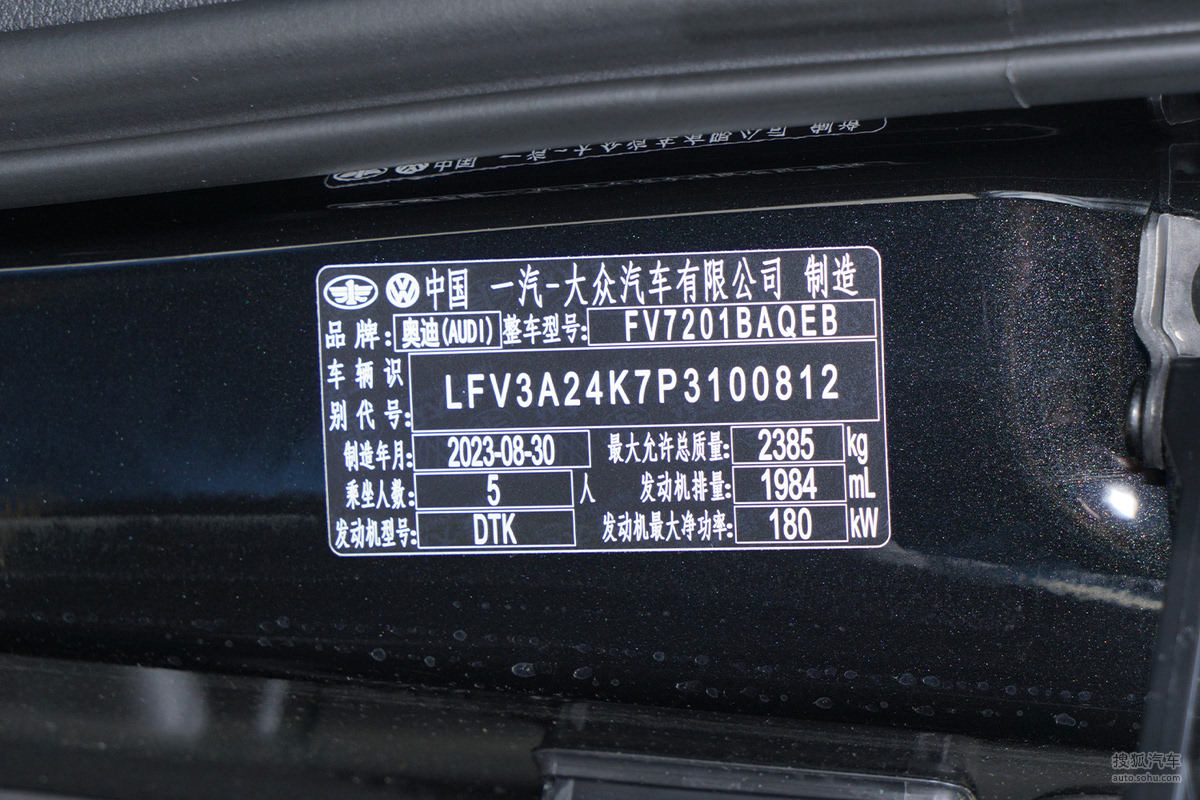 中国 一汽-大众汽车有限公司 制造
品牌: 奥迪(AUDI) 整车型号: FV7201BAQEB
车辆识别代号: LFV3A24K7P3100812
制造年月: 2023-08-30 最大允许总质量: 2385 kg
乘坐人数: 5 人 发动机排量: 1984 mL
发动机型号: DTK 发动机最大净功率: 180 kW
搜狐汽车
auto.sohu.com